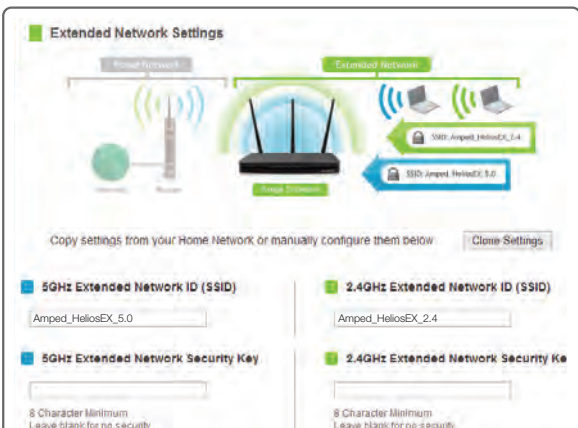 Extended Network Settings
Home Network
Extended Network
SSID: Amped_HeliosEX_2.4
SSID: Amped_HeliosEX_5.0
Internet
Router
Range Extender
Copy settings from your Home Network or manually configure them below
Clone Settings
5GHz Extended Network ID (SSID)
2.4GHz Extended Network ID (SSID)
Amped_HeliosEX_5.0
Amped_HeliosEX_2.4
5GHz Extended Network Security Key
2.4GHz Extended Network Security Ke
8 Character Minimum
8 Character Minimum
Leave blank for no security
Leave blank for no security